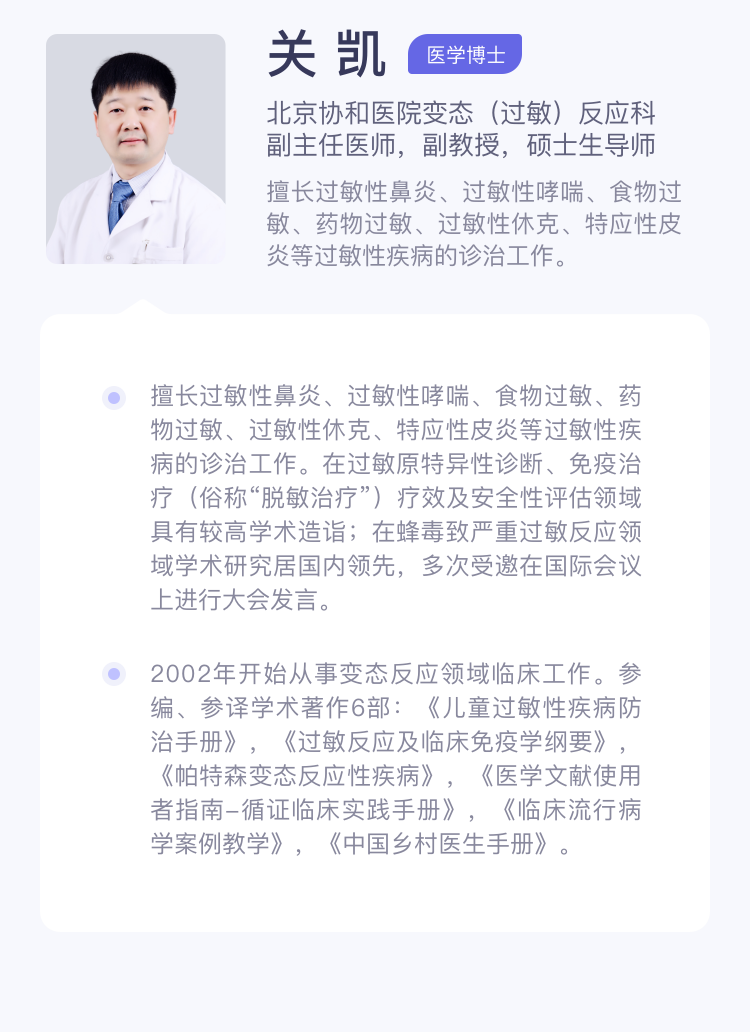 关 凯
医学博士
北京协和医院变态（过敏）反应科
副主任医师，副教授，硕士生导师
擅长过敏性鼻炎、过敏性哮喘、食物过
敏、药物过敏、过敏性休克、特应性皮
炎等过敏性疾病的诊治工作。
擅长过敏性鼻炎、过敏性哮喘、食物过敏、药
物过敏、过敏性休克、特应性皮炎等过敏性疾
病的诊治工作。在过敏原特异性诊断、免疫治
疗（俗称“脱敏治疗”）疗效及安全性评估领域
具有较高学术造诣；在蜂毒致严重过敏反应领
域学术研究居国内领先，多次受邀在国际会议
上进行大会发言。
2002年开始从事变态反应领域临床工作。参
编、参译学术著作6部：《儿童过敏性疾病防
治手册》，《过敏反应及临床免疫学纲要》，
《帕特森变态反应性疾病》，《医学文献使用
者指南-循证临床实践手册》，《临床流行病
学案例教学》，《中国乡村医生手册》。